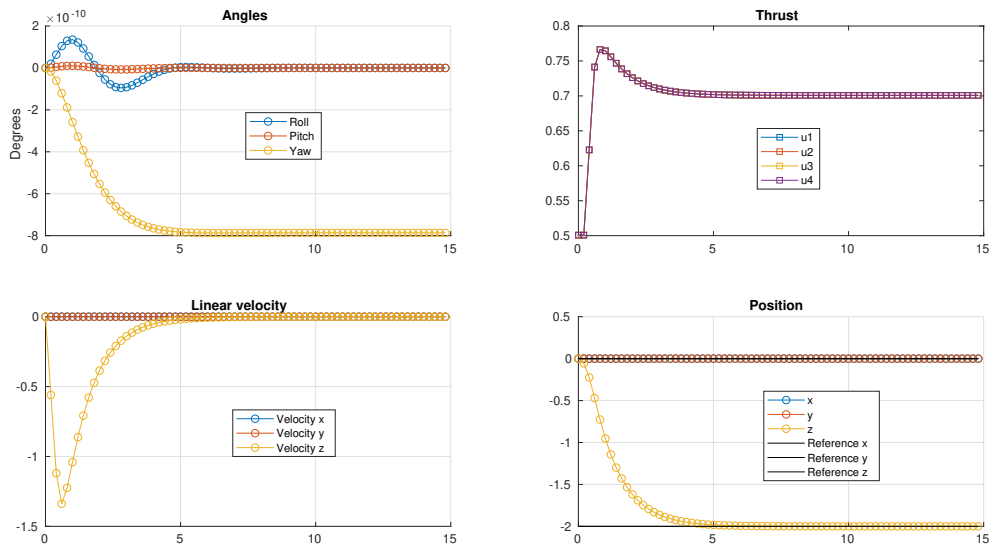 Angles
×10⁻¹⁰
2
0
-2
-4
-6
-8
Degrees
0
5
10
15
Roll
Pitch
Yaw
Thrust
0.8
0.75
0.7
0.65
0.6
0.55
0.5
0
5
10
15
u1
u2
u3
u4
Linear velocity
0
-0.5
-1
-1.5
0
5
10
15
Velocity x
Velocity y
Velocity z
Position
0.5
0
-0.5
-1
-1.5
-2
0
5
10
15
x
y
z
Reference x
Reference y
Reference z